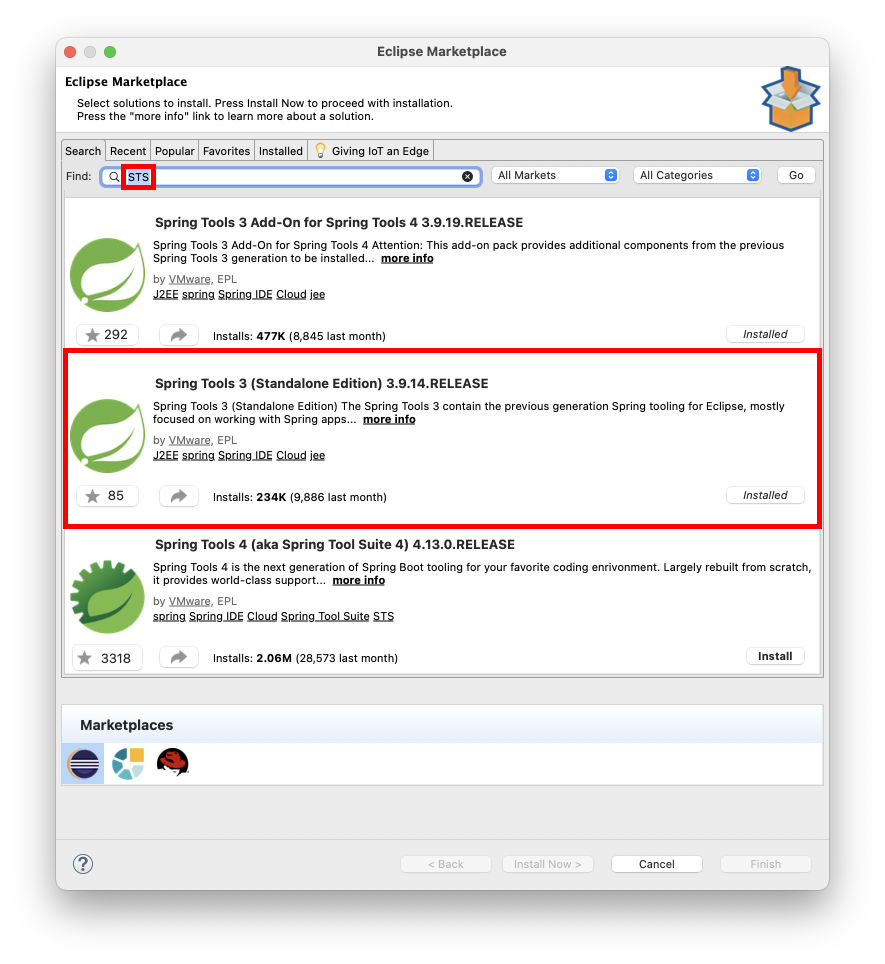 Eclipse Marketplace
Eclipse Marketplace
Select solutions to install. Press Install Now to proceed with installation.
Press the "more info" link to learn more about a solution.
Search Recent Popular Favorites Installed Giving IoT an Edge
Find: STS All Markets All Categories Go
Spring Tools 3 Add-On for Spring Tools 4 3.9.19.RELEASE
Spring Tools 3 Add-On for Spring Tools 4 Attention: This add-on pack provides additional components from the previous
Spring Tools 3 generation to be installed... more info
by VMware, EPL
J2EE spring Spring IDE Cloud jee
292 Installs: 477K (8,845 last month) Installed
Spring Tools 3 (Standalone Edition) 3.9.14.RELEASE
Spring Tools 3 (Standalone Edition) The Spring Tools 3 contain the previous generation Spring tooling for Eclipse, mostly
focused on working with Spring apps... more info
by VMware, EPL
J2EE spring Spring IDE Cloud jee
85 Installs: 234K (9,886 last month) Installed
Spring Tools 4 (aka Spring Tool Suite 4) 4.13.0.RELEASE
Spring Tools 4 is the next generation of Spring Boot tooling for your favorite coding enrivonment. Largely rebuilt from scratch,
it provides world-class support... more info
by VMware, EPL
spring Spring IDE Cloud Spring Tool Suite STS
3318 Installs: 2.06M (28,573 last month) Install
Marketplaces
? < Back Install Now > Cancel Finish